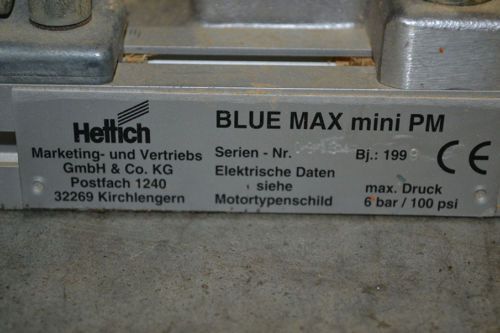 Hettich
Marketing- und Vertriebs
GmbH & Co. KG
Postfach 1240
32269 Kirchlengern
BLUE MAX mini PM
Serien - Nr.
Bj.: 199
Elektrische Daten
siehe
Motortypenschild
max. Druck
6 bar / 100 psi
CE